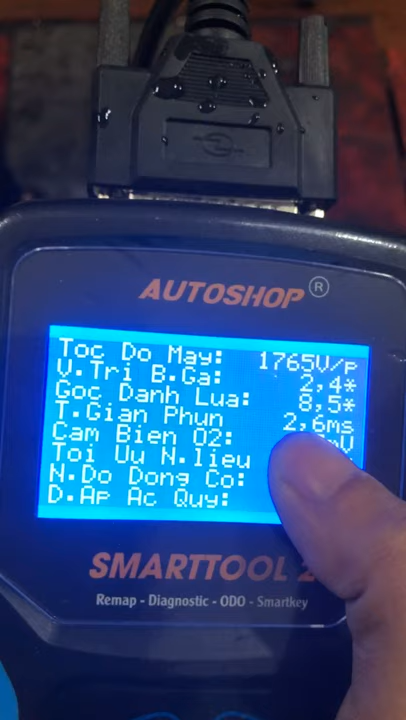 AUTOSHOP ®
Toc Do May: 1765V/p
V.Tri B.Ga: 2,4*
Goc Danh Lua: 8,5*
T.Gian Phun 2,6ms
Cam Bien O2: mV
Toi Uu N.lieu
N.Do Dong Co:
D.Ap Ac Quy:
SMARTTOOL 2
Remap - Diagnostic - ODO - Smartkey